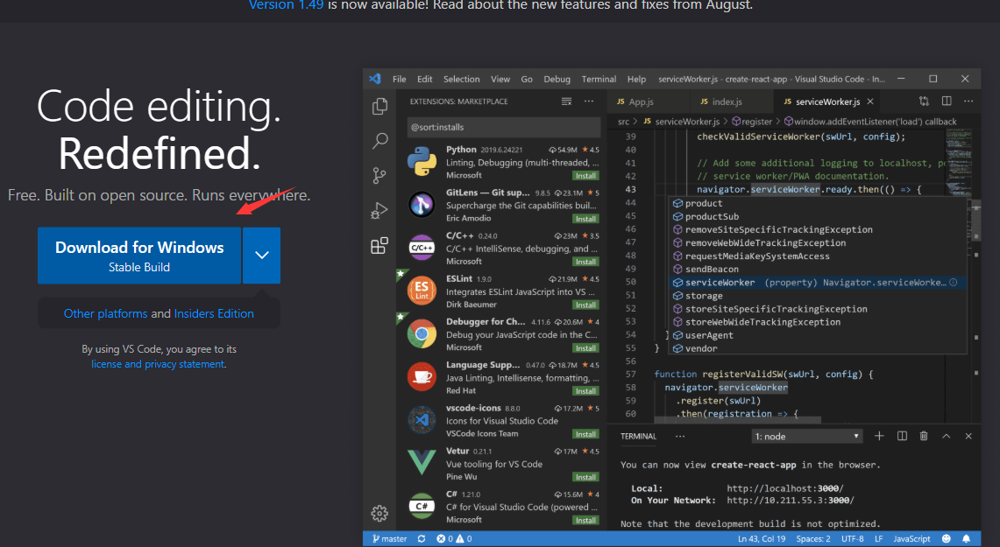 Version 1.49 is now available! Read about the new features and fixes from August.
Code editing.
Redefined.
Free. Built on open source. Runs everywhere.
Download for Windows
Stable Build
Other platforms and Insiders Edition
By using VS Code, you agree to its
license and privacy statement.
File Edit Selection View Go Debug Terminal Help serviceWorker.js - create-react-app - Visual Studio Code - In...
EXTENSIONS: MARKETPLACE
@sort:installs
Python 2019.6.24221 54.9M 4.5
Linting, Debugging (multi-threaded, ...
Microsoft Install
GitLens — Git sup... 9.8.5 23.1M 5
Supercharge the Git capabilities buil...
Eric Amodio Install
C/C++
C/C++ 0.24.0 23M 3.5
C/C++ IntelliSense, debugging, and ...
Microsoft Install
ES
Lint
ESLint 1.9.0 21.9M 4.5
Integrates ESLint JavaScript into VS ...
Dirk Baeumer Install
Debugger for Ch... 4.11.6 20.6M 4
Debug your JavaScript code in the C...
Microsoft Install
Language Supp... 0.47.0 18.7M 4.5
Java Linting, Intellisense, formatting, ...
Red Hat Install
vscode-icons 8.8.0 17.2M 5
Icons for Visual Studio Code
VSCode Icons Team Install
Vetur 0.21.1 17M 4.5
Vue tooling for VS Code
Pine Wu Install
C#
C# 1.21.0 15.6M 4
C# for Visual Studio Code (powered ...
Microsoft Install
JS App.js JS index.js JS serviceWorker.js
src > JS serviceWorker.js > register > window.addEventListener('load') callback
39 checkValidServiceWorker(swUrl, config);
40
41 // Add some additional logging to localhost, p
42 // service worker/PWA documentation.
43 navigator.serviceWorker.ready.then(() => {
44 product
45 productSub
46 removeSiteSpecificTrackingException
47 removeWebWideTrackingException
48 requestMediaKeySystemAccess
49 sendBeacon
50 serviceWorker (property) Navigator.serviceWorke...
51 storage
52 storeSiteSpecificTrackingException
53 storeWebWideTrackingException
54 } userAgent
55 } vendor
56
57 function registerValidSW(swUrl, config) {
58 navigator.serviceWorker
59 .register(swUrl)
60 .then(registration => {
TERMINAL ... 1: node
You can now view create-react-app in the browser.
Local: http://localhost:3000/
On Your Network: http://10.211.55.3:3000/
Note that the development build is not optimized.
master 0 0 Ln 43, Col 19 Spaces: 2 UTF-8 LF JavaScript